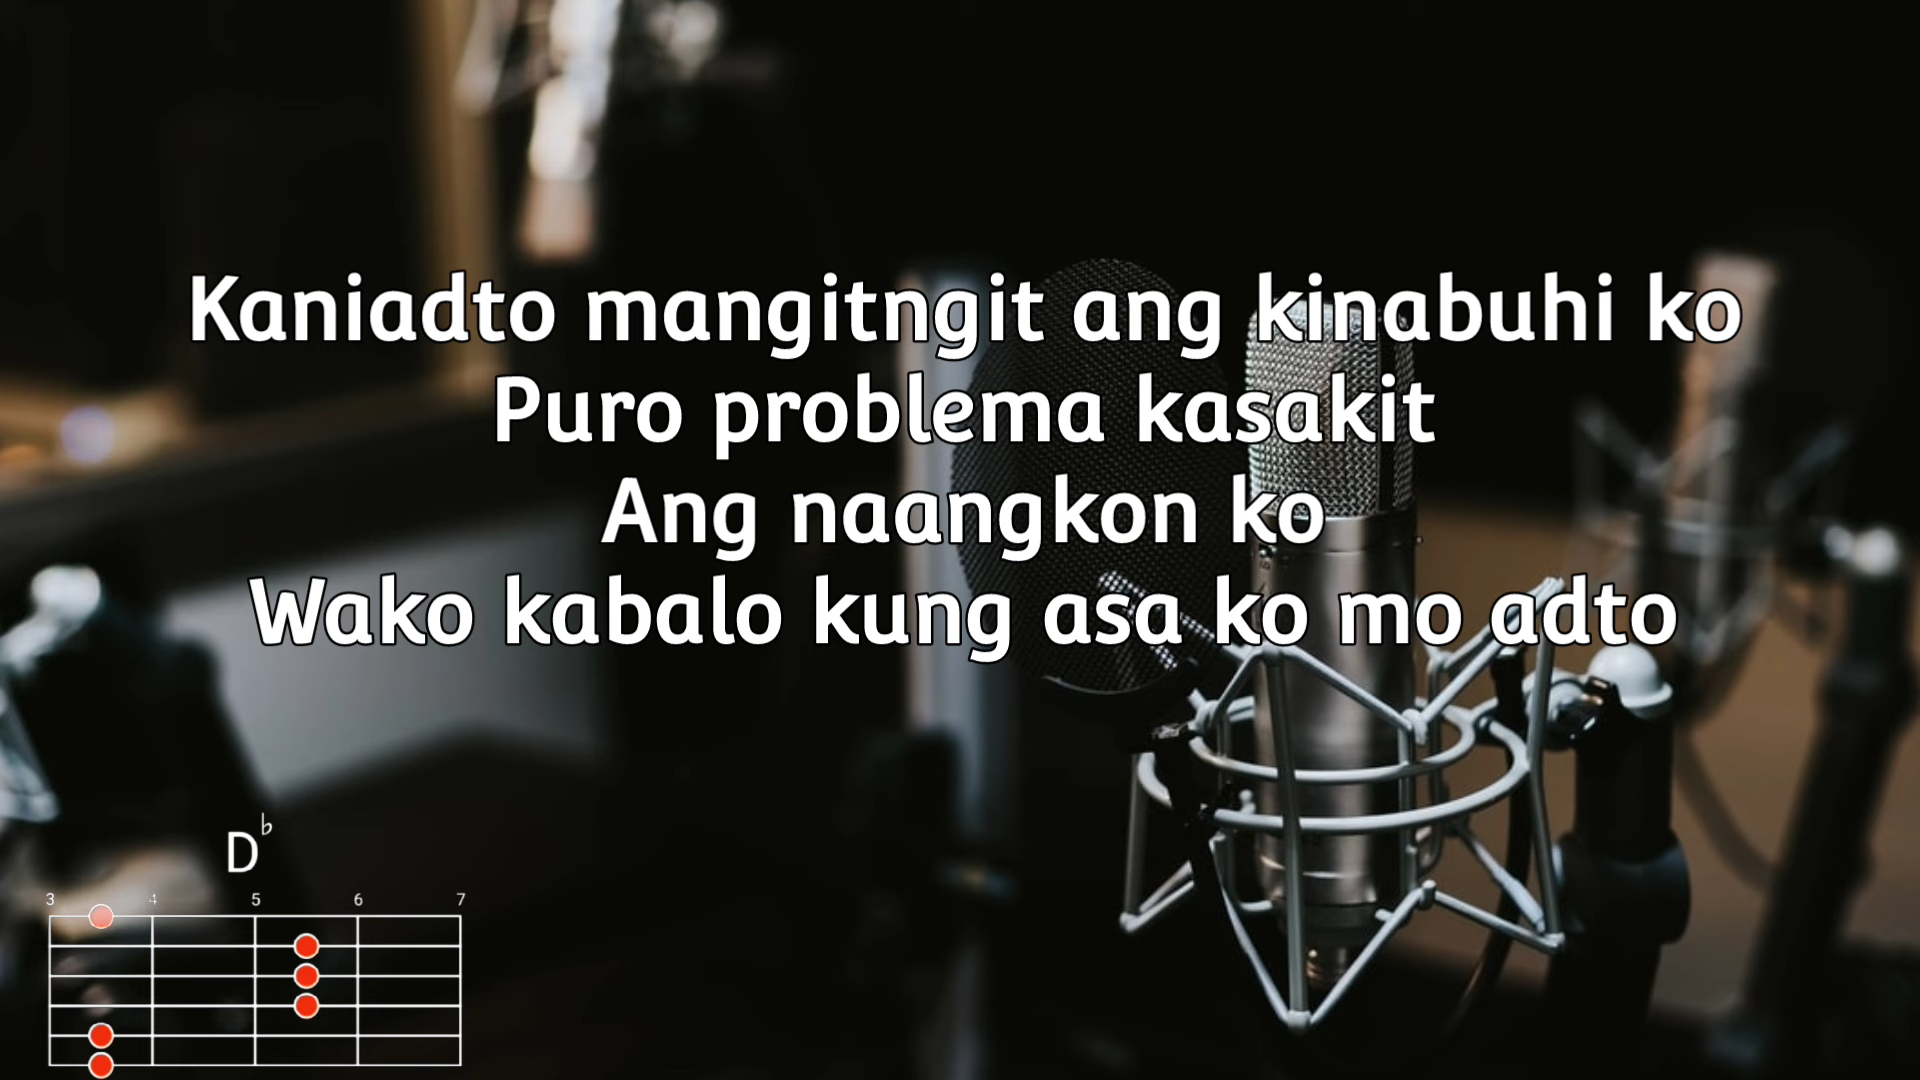 Kaniadto mangitngit ang kinabuhi ko
Puro problema kasakit
Ang naangkon ko
Wako kabalo kung asa ko mo adto
D♭
3 4 5 6 7